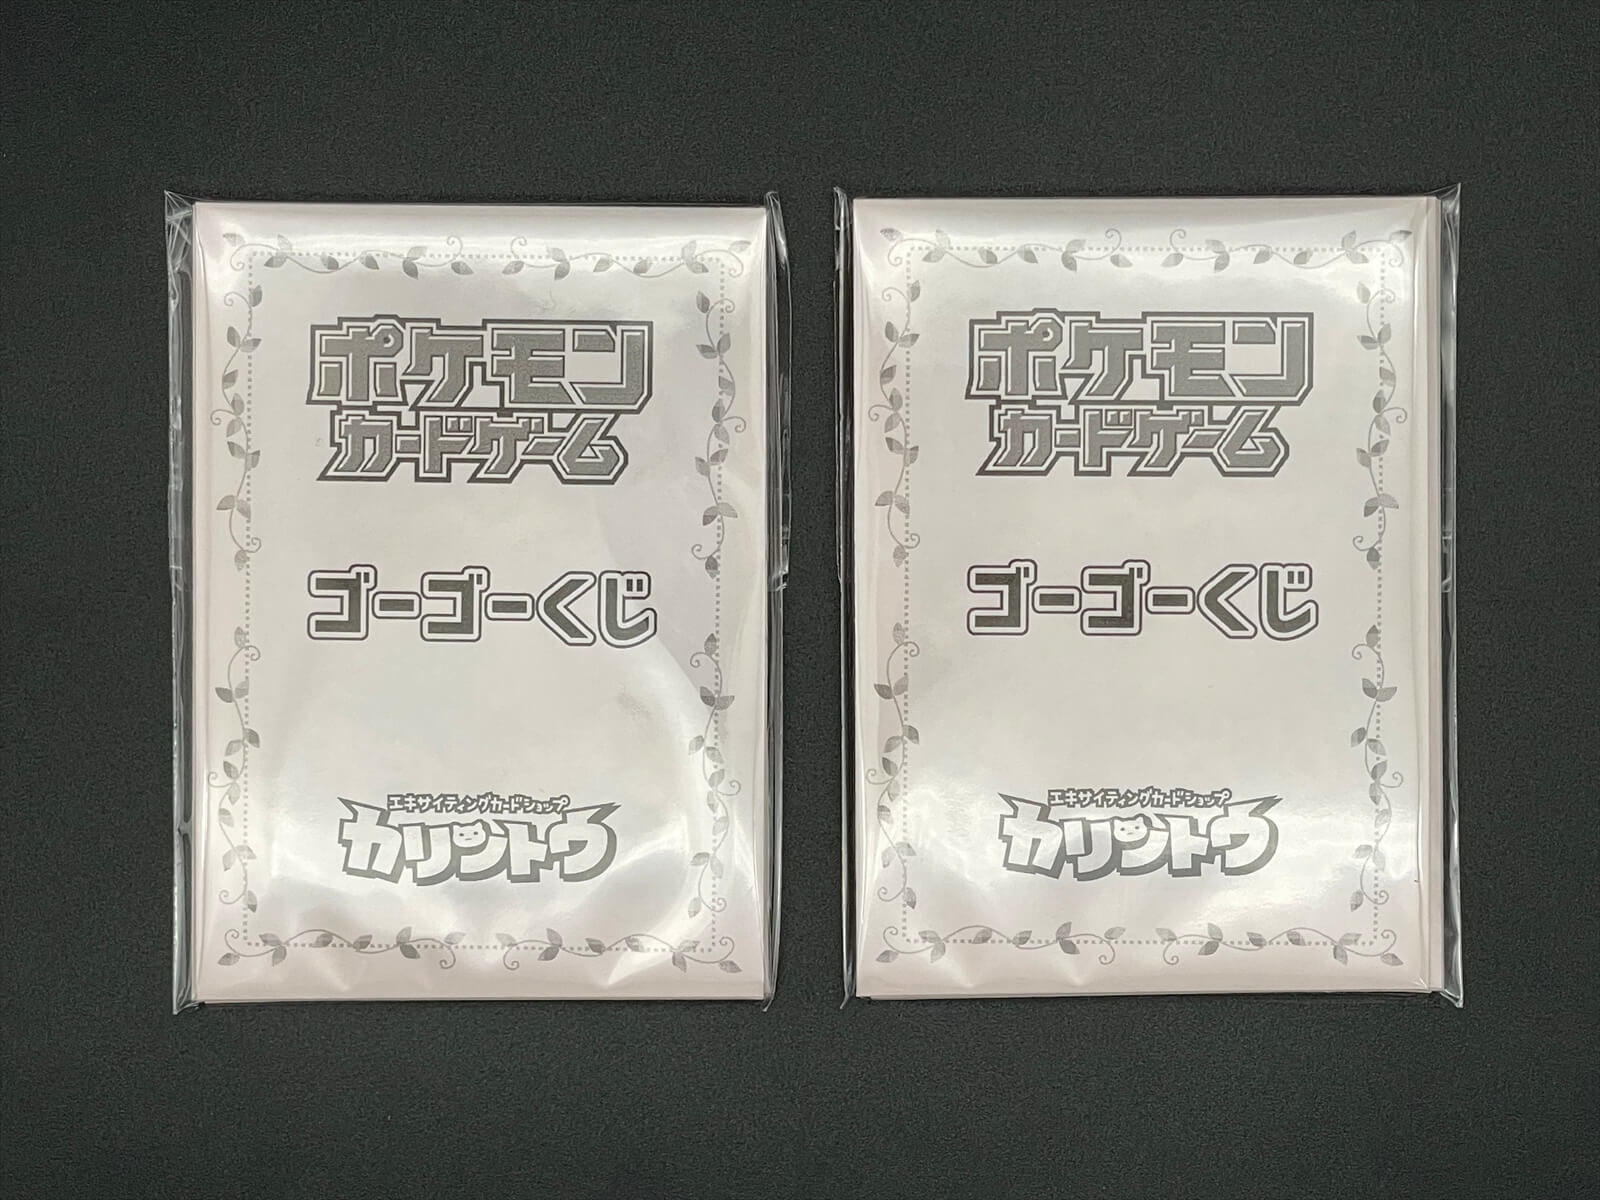 ポケモン
カードゲーム
ゴーゴーくじ
エキサイティングカードショップ
カリントウ
ポケモン
カードゲーム
ゴーゴーくじ
エキサイティングカードショップ
カリントウ